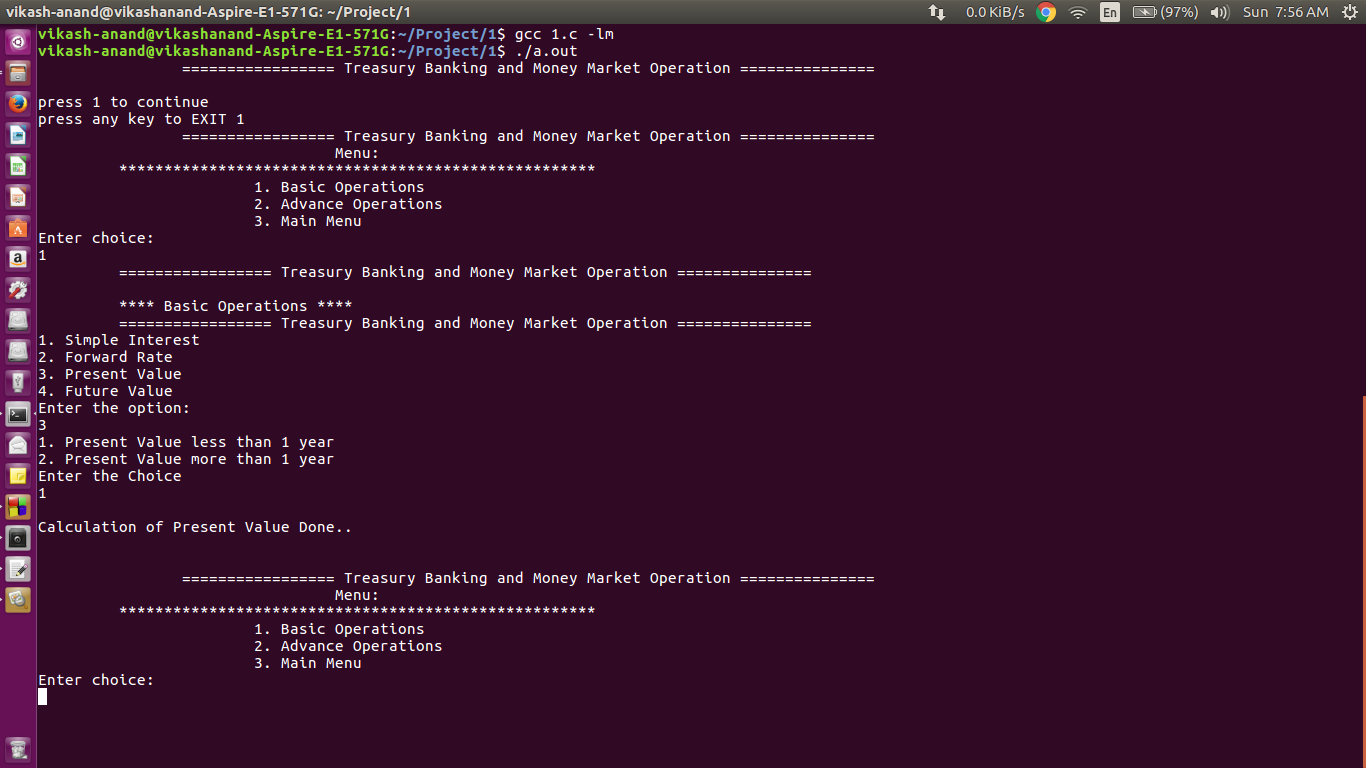 vikash-anand@vikashanand-Aspire-E1-571G: ~/Project/1 0.0 KiB/s En (97%) Sun 7:56 AM
vikash-anand@vikashanand-Aspire-E1-571G:~/Project/1$ gcc 1.c -lm
vikash-anand@vikashanand-Aspire-E1-571G:~/Project/1$ ./a.out
================= Treasury Banking and Money Market Operation ===============
press 1 to continue
press any key to EXIT 1
================= Treasury Banking and Money Market Operation ===============
Menu:
*****************************************************
1. Basic Operations
2. Advance Operations
3. Main Menu
Enter choice:
1
================= Treasury Banking and Money Market Operation ===============
**** Basic Operations ****
================= Treasury Banking and Money Market Operation ===============
1. Simple Interest
2. Forward Rate
3. Present Value
4. Future Value
Enter the option:
3
1. Present Value less than 1 year
2. Present Value more than 1 year
Enter the Choice
1
Calculation of Present Value Done..
================= Treasury Banking and Money Market Operation ===============
Menu:
*****************************************************
1. Basic Operations
2. Advance Operations
3. Main Menu
Enter choice: